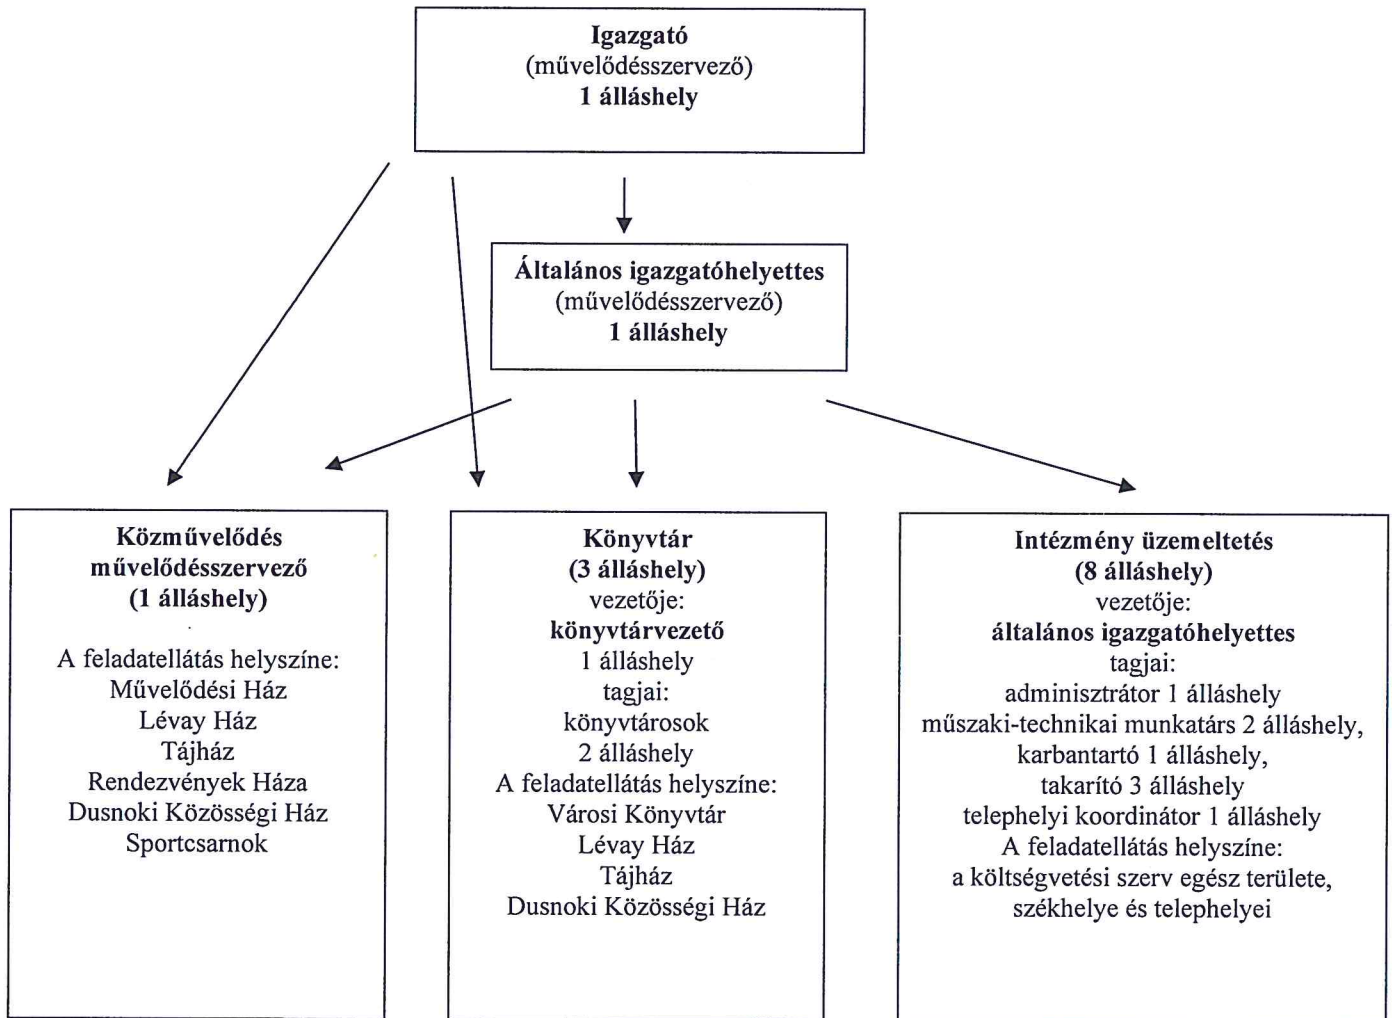 Igazgató
(művelődésszervező)
1 álláshely
Általános igazgatóhelyettes
(művelődésszervező)
1 álláshely
Közművelődés
művelődésszervező
(1 álláshely)
A feladatellátás helyszíne:
Művelődési Ház
Lévay Ház
Tájház
Rendezvények Háza
Dusnoki Közösségi Ház
Sportcsarnok
Könyvtár
(3 álláshely)
vezetője:
könyvtárvezető
1 álláshely
tagjai:
könyvtárosok
2 álláshely
A feladatellátás helyszíne:
Városi Könyvtár
Lévay Ház
Tájház
Dusnoki Közösségi Ház
Intézmény üzemeltetés
(8 álláshely)
vezetője:
általános igazgatóhelyettes
tagjai:
adminisztrátor 1 álláshely
műszaki-technikai munkatárs 2 álláshely,
karbantartó 1 álláshely,
takarító 3 álláshely
telephelyi koordinátor 1 álláshely
A feladatellátás helyszíne:
a költségvetési szerv egész területe,
székhelye és telephelyei